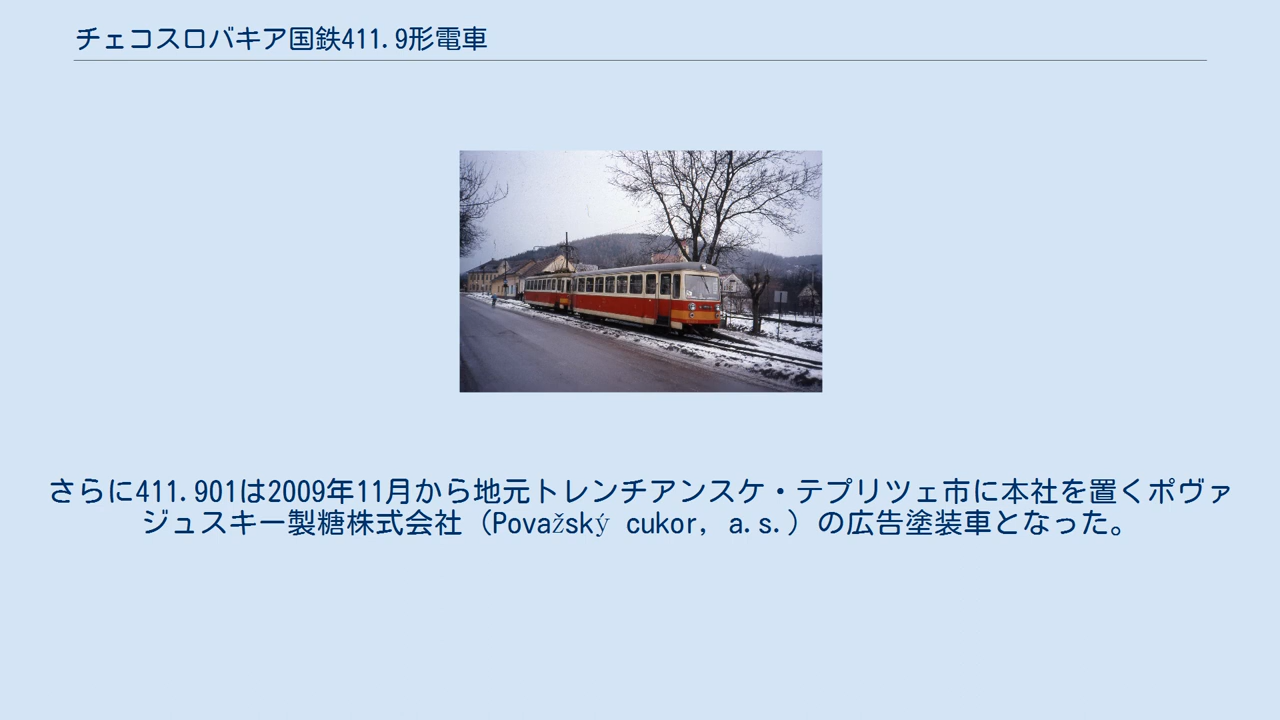 チェコスロバキア国鉄411.9形電車
さらに411.901は2009年11月から地元トレンチアンスケ・テプリツェ市に本社を置くポヴァ
ジュスキー製糖株式会社（Považský cukor, a.s.）の広告塗装車となった。